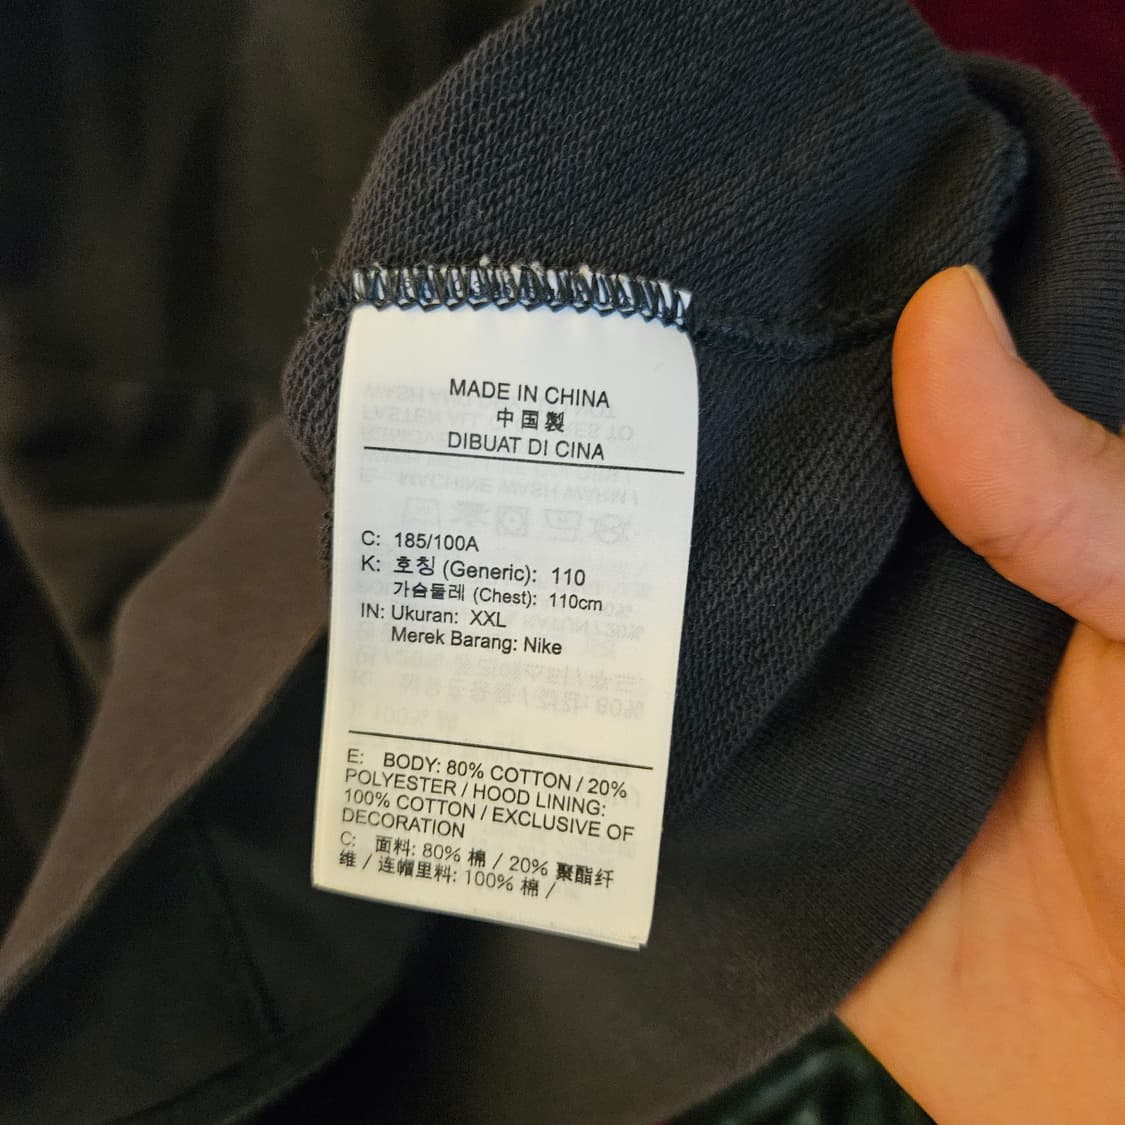 MADE IN CHINA
中国製
DIBUAT DI CINA
C: 185/100A
K: 호칭 (Generic): 110
가슴둘레 (Chest): 110cm
IN: Ukuran: XXL
Merek Barang: Nike
E: BODY: 80% COTTON / 20%
POLYESTER / HOOD LINING:
100% COTTON / EXCLUSIVE OF
DECORATION
C: 面料: 80% 棉 / 20% 聚酯纤
维 / 连帽里料: 100% 棉 /